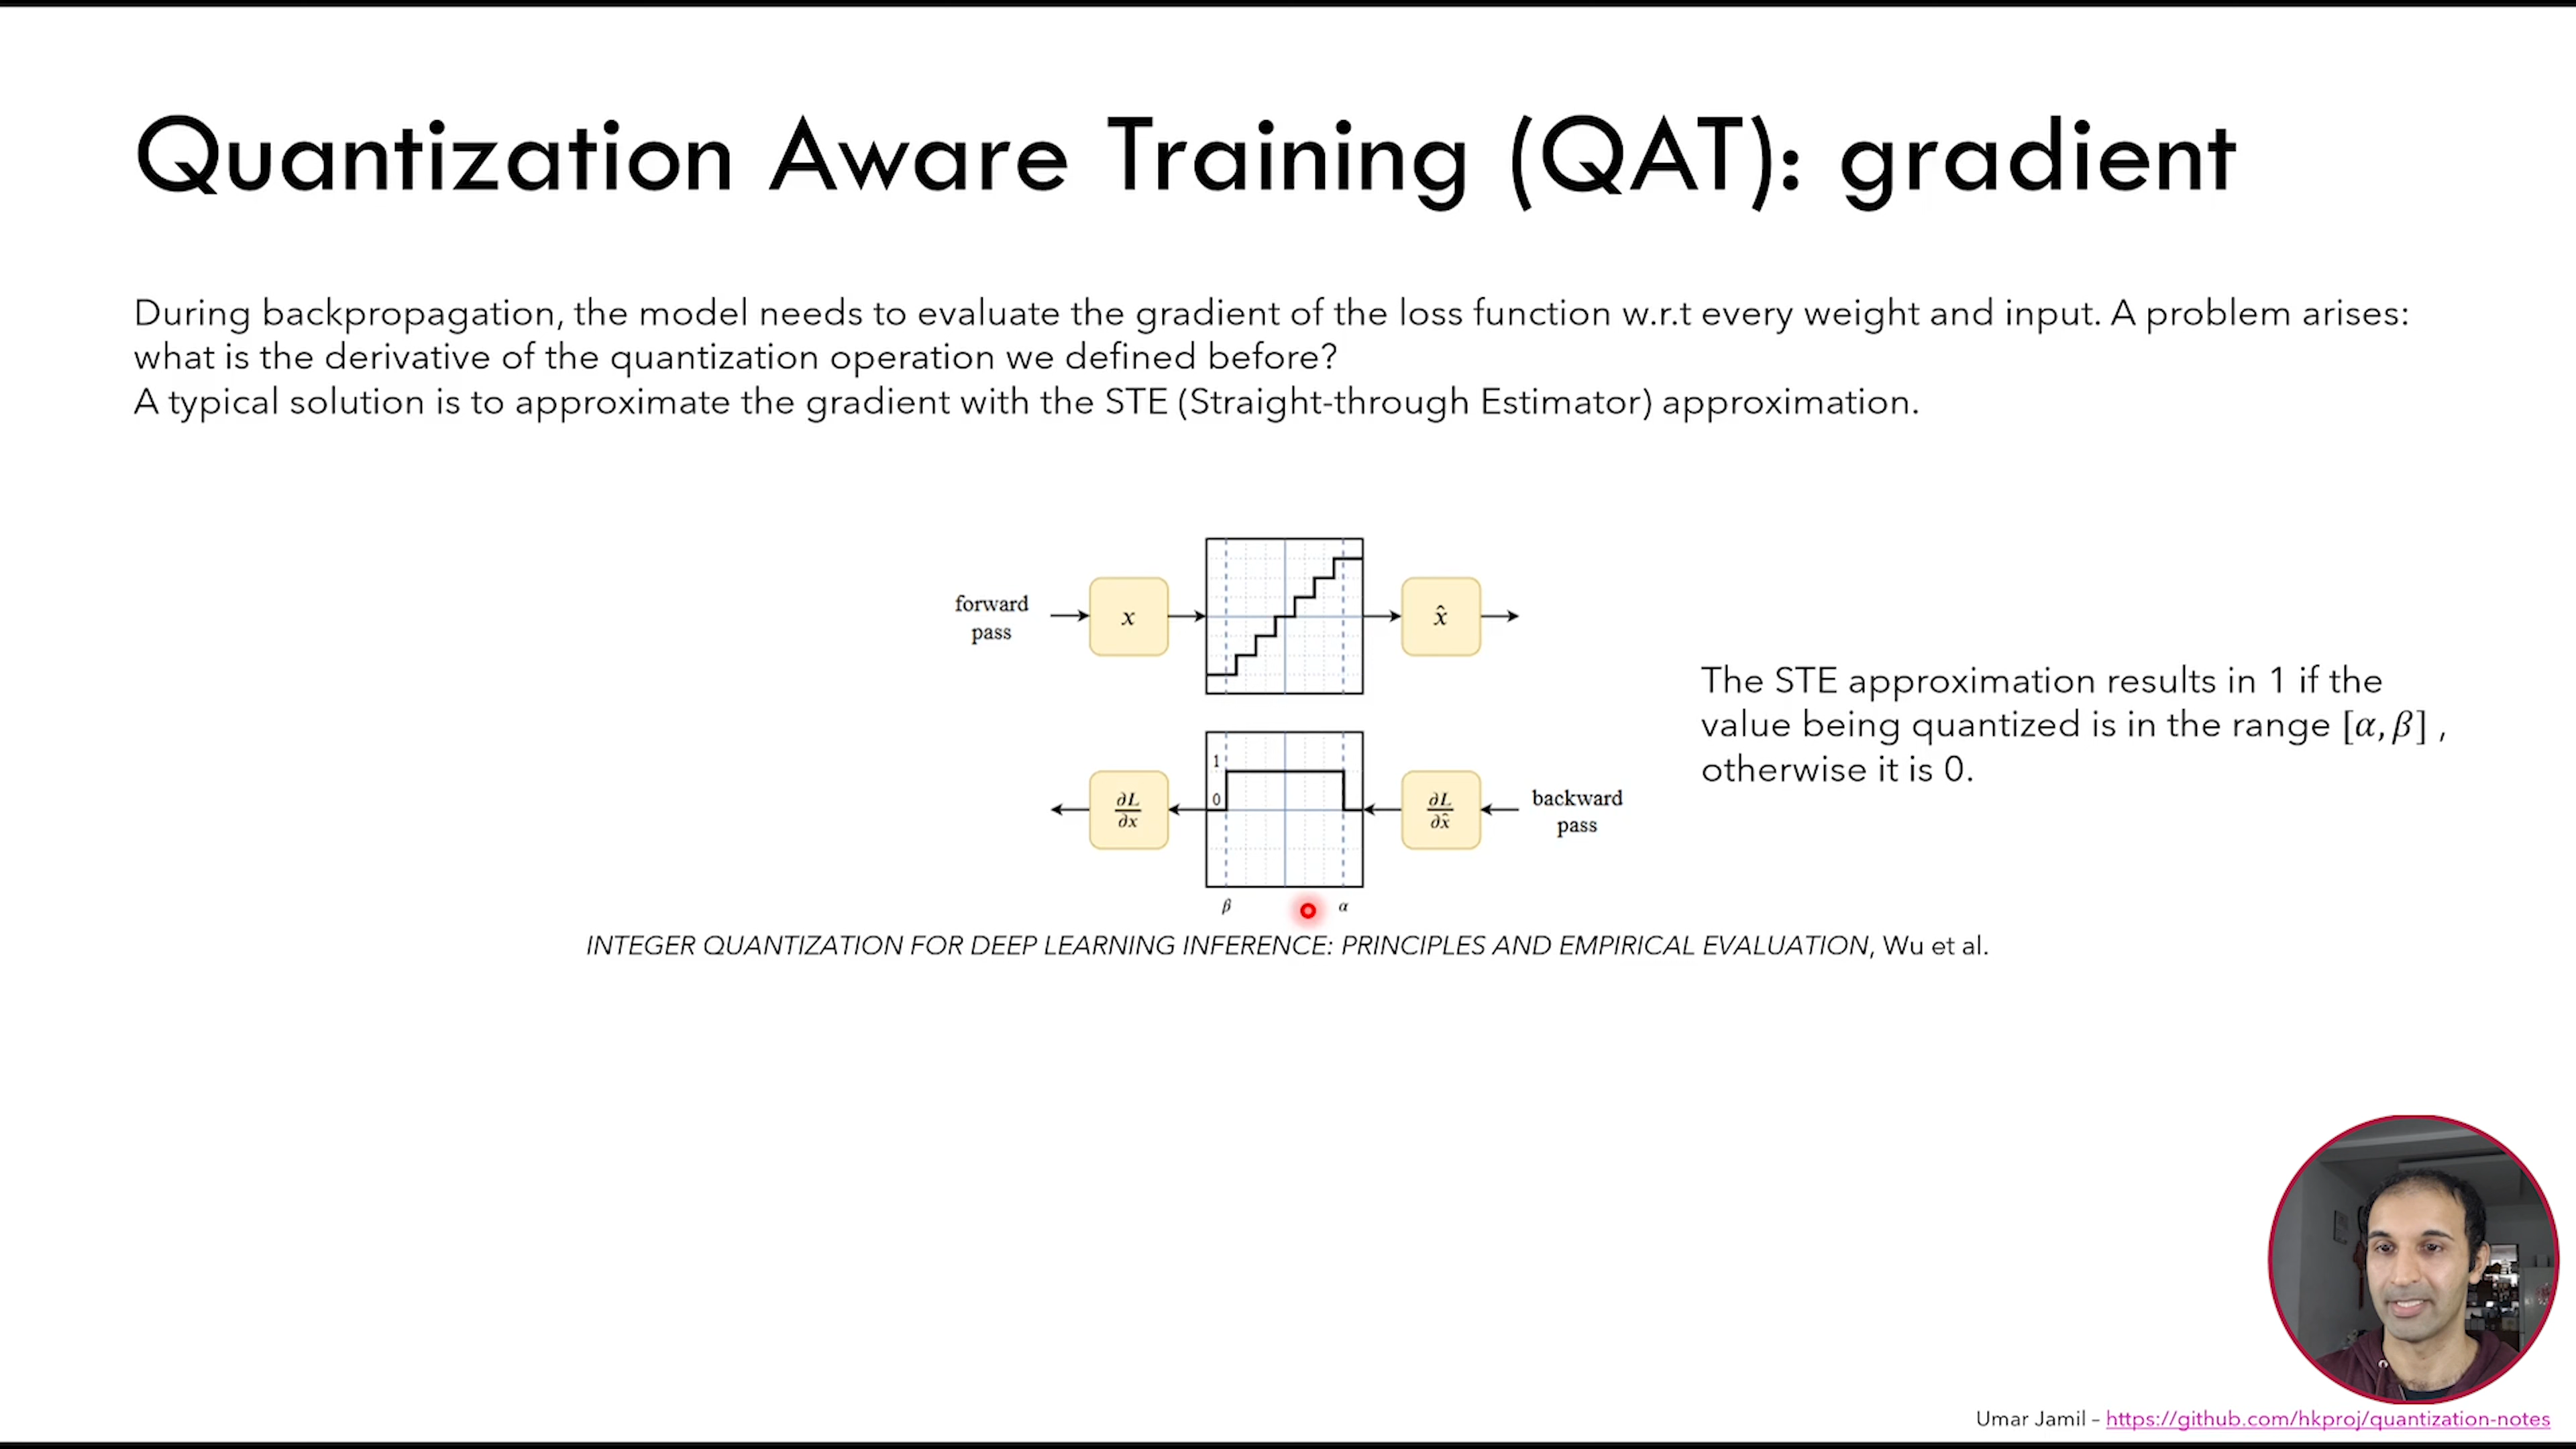 Quantization Aware Training (QAT): gradient
During backpropagation, the model needs to evaluate the gradient of the loss function w.r.t every weight and input. A problem arises:
what is the derivative of the quantization operation we defined before?
A typical solution is to approximate the gradient with the STE (Straight-through Estimator) approximation.
forward
pass
x
x̂
The STE approximation results in 1 if the
value being quantized is in the range [α, β] ,
otherwise it is 0.
1
0
∂L
∂x
∂L
∂x̂
backward
pass
β
α
INTEGER QUANTIZATION FOR DEEP LEARNING INFERENCE: PRINCIPLES AND EMPIRICAL EVALUATION, Wu et al.
Umar Jamil – https://github.com/hkproj/quantization-notes